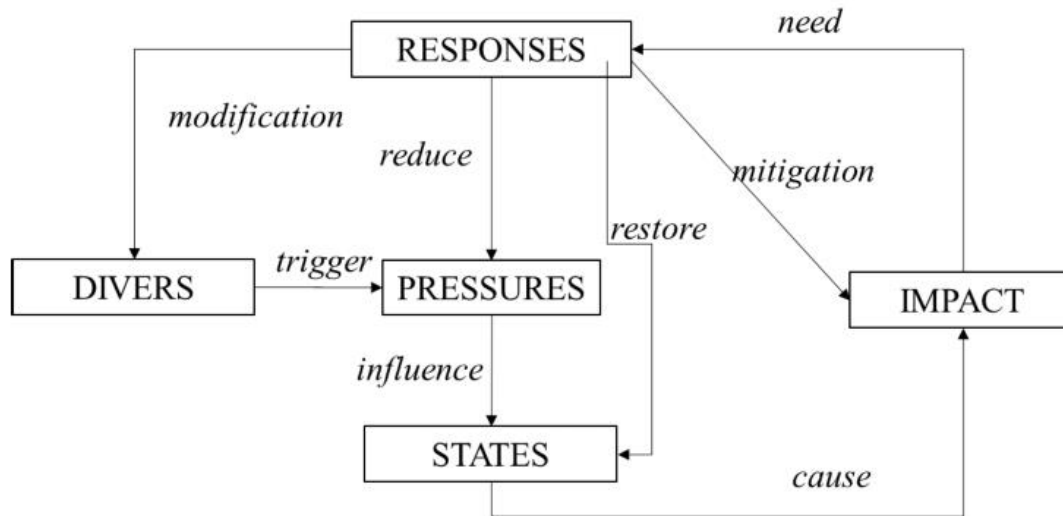 need
RESPONSES
modification
reduce
mitigation
restore
trigger
DIVERS
PRESSURES
IMPACT
influence
STATES
cause